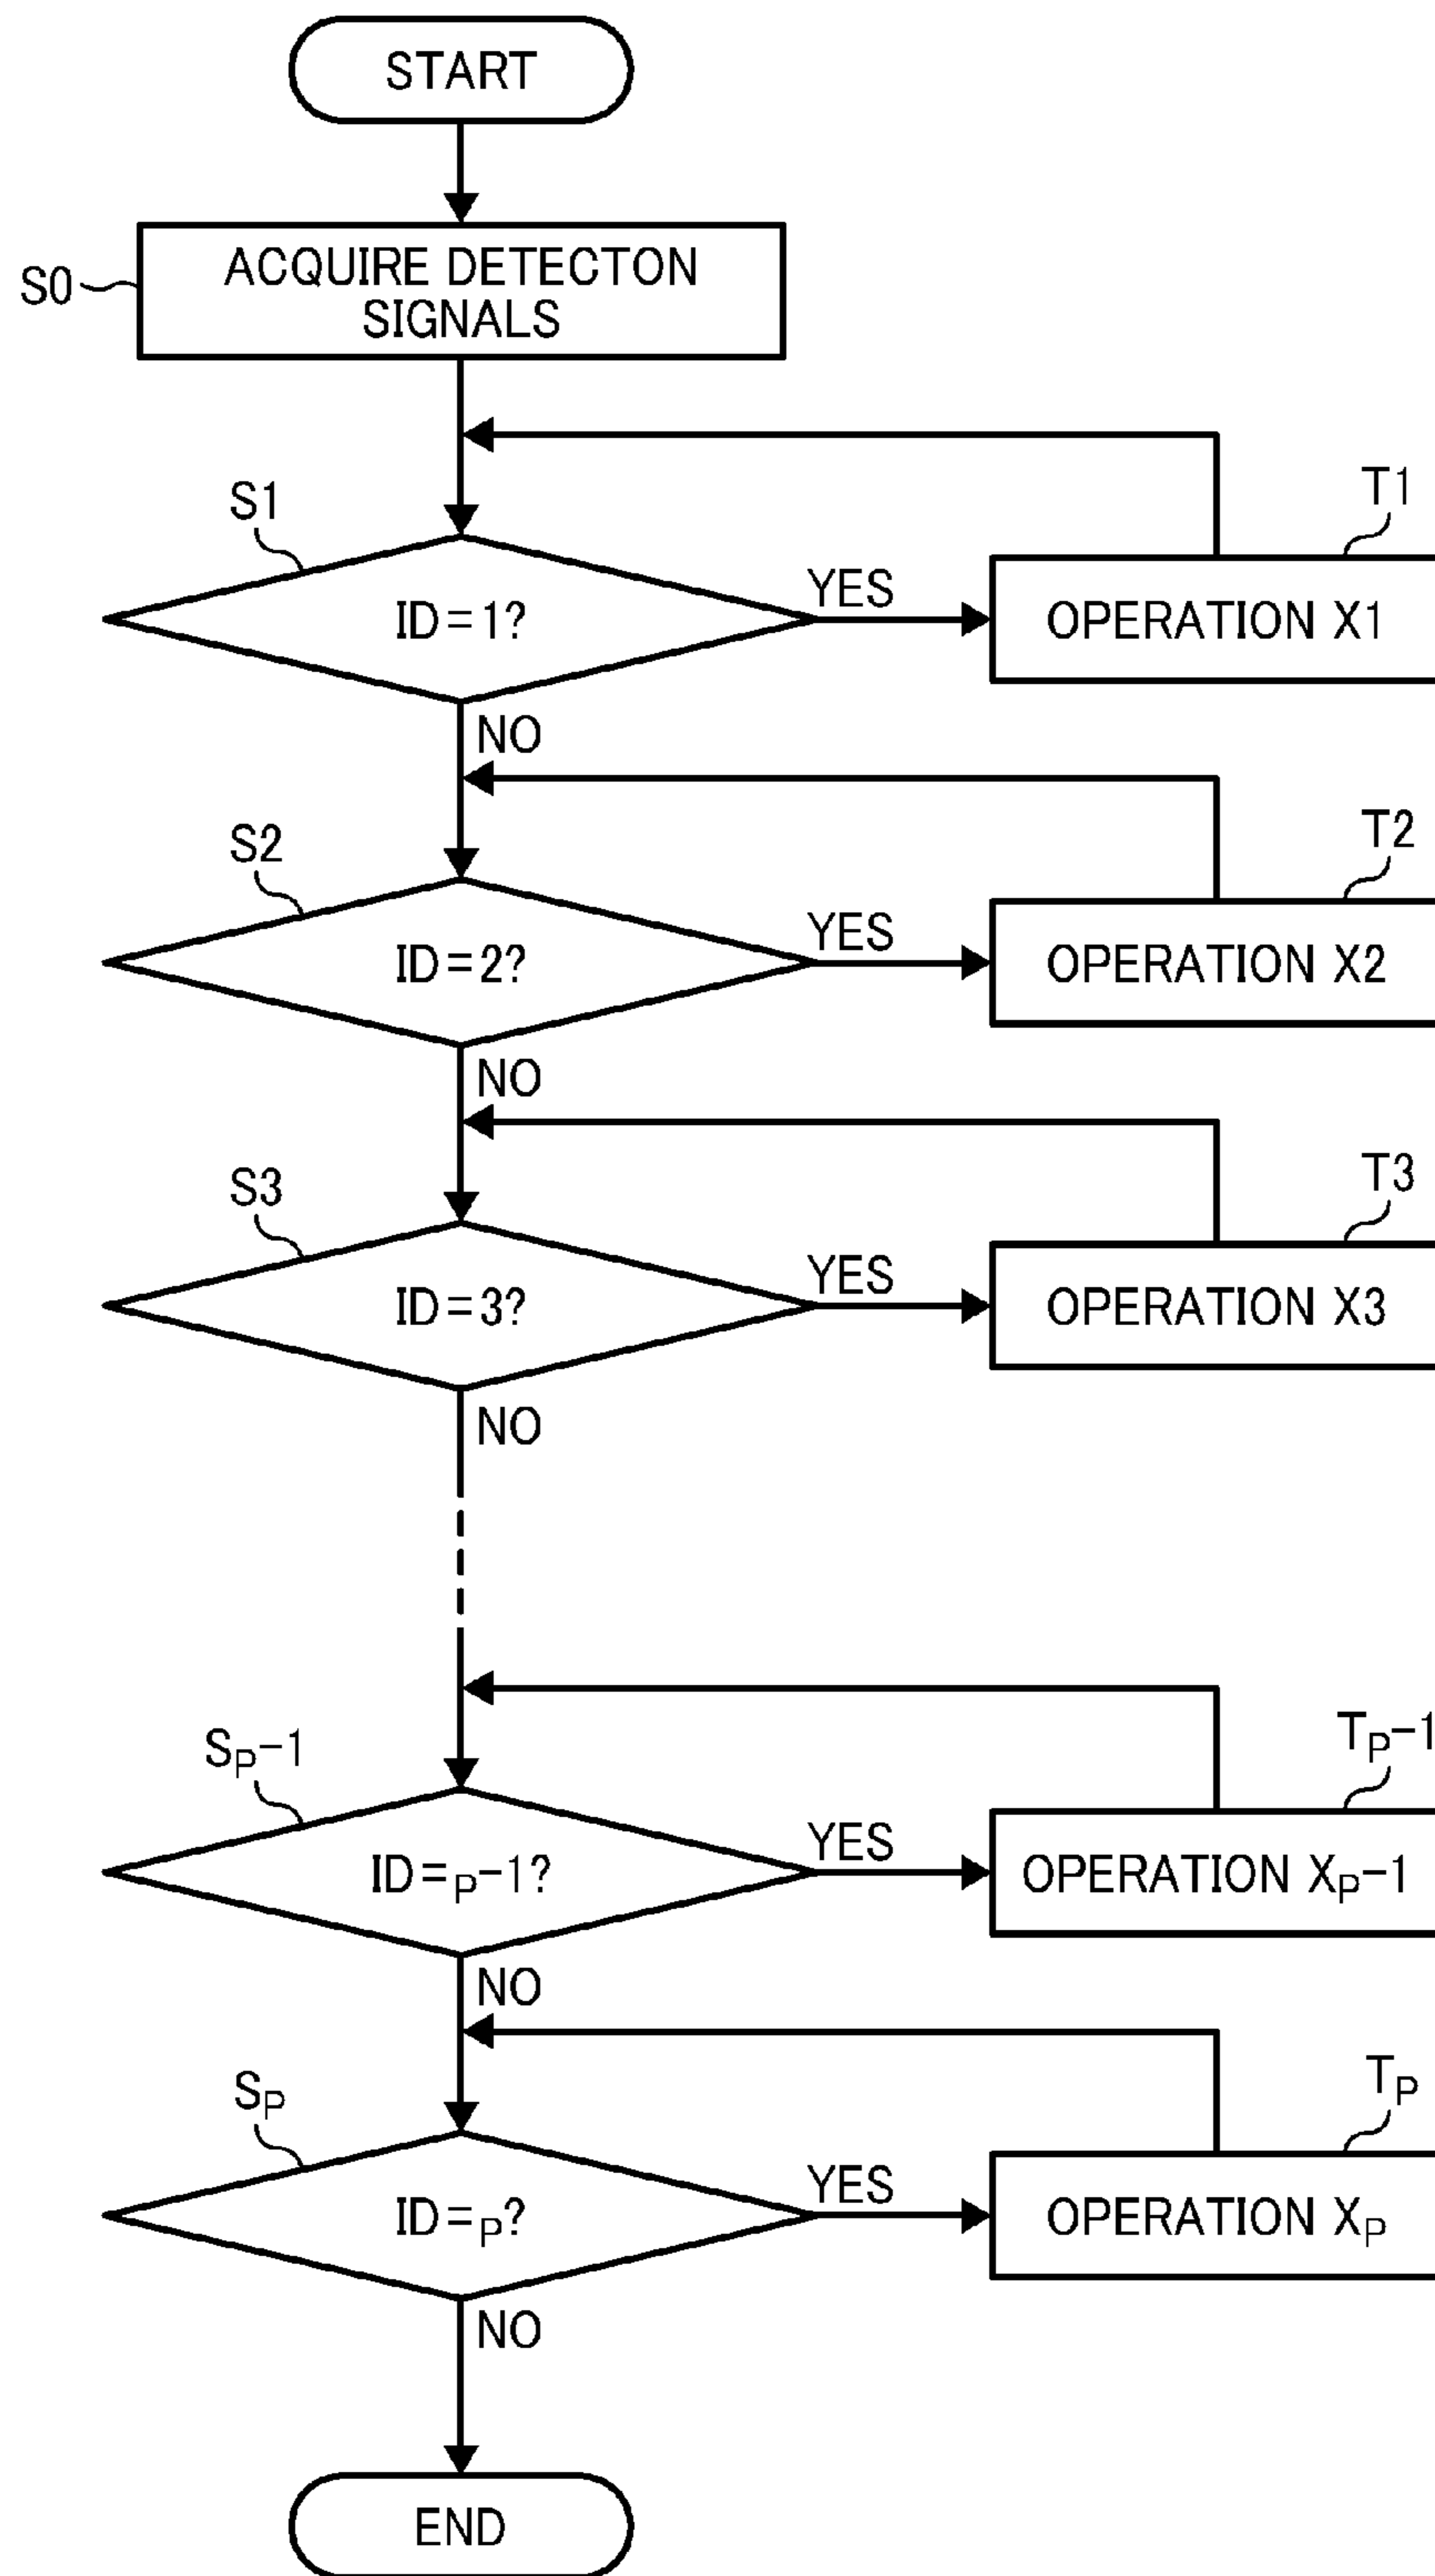 START
S0
ACQUIRE DETECTON
SIGNALS
S1
T1
ID=1?
YES
OPERATION X1
NO
S2
T2
ID=2?
YES
OPERATION X2
NO
S3
T3
ID=3?
YES
OPERATION X3
NO
SP-1
TP-1
ID=P-1?
YES
OPERATION XP-1
NO
SP
TP
ID=P?
YES
OPERATION XP
NO
END